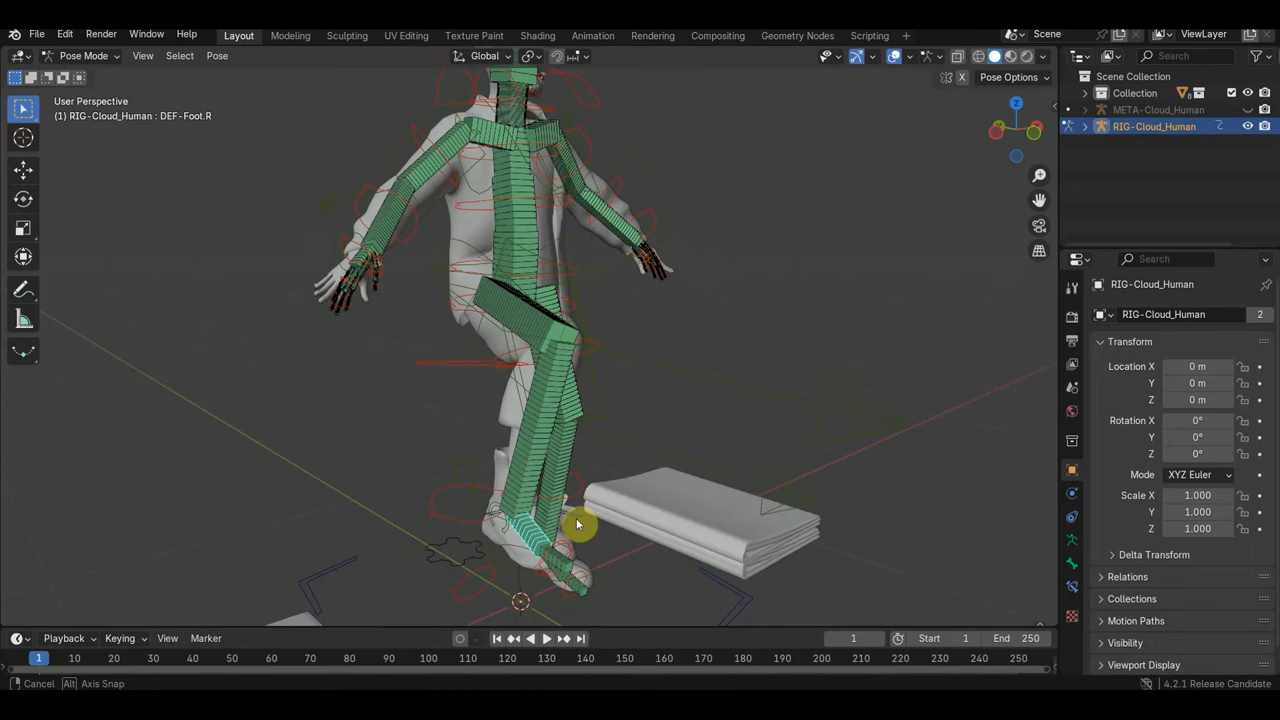 File Edit Render Window Help Layout Modeling Sculpting UV Editing Texture Paint Shading Animation Rendering Compositing Geometry Nodes Scripting Scene ViewLayer
Pose Mode View Select Pose Global Search
X Pose Options
User Perspective
(1) RIG-Cloud_Human : DEF-Foot.R
Z
Scene Collection
Collection
META-Cloud_Human
RIG-Cloud_Human
Search
RIG-Cloud_Human
RIG-Cloud_Human 2
Transform
Location X 0 m
Y 0 m
Z 0 m
Rotation X 0°
Y 0°
Z 0°
Mode XYZ Euler
Scale X 1.000
Y 1.000
Z 1.000
Delta Transform
Relations
Collections
Motion Paths
Visibility
Viewport Display
Playback Keying View Marker 1 Start 1 End 250
1 10 20 30 40 50 60 70 80 90 100 110 120 130 140 150 160 170 180 190 200 210 220 230 240 250
Cancel Alt Axis Snap 4.2.1 Release Candidate